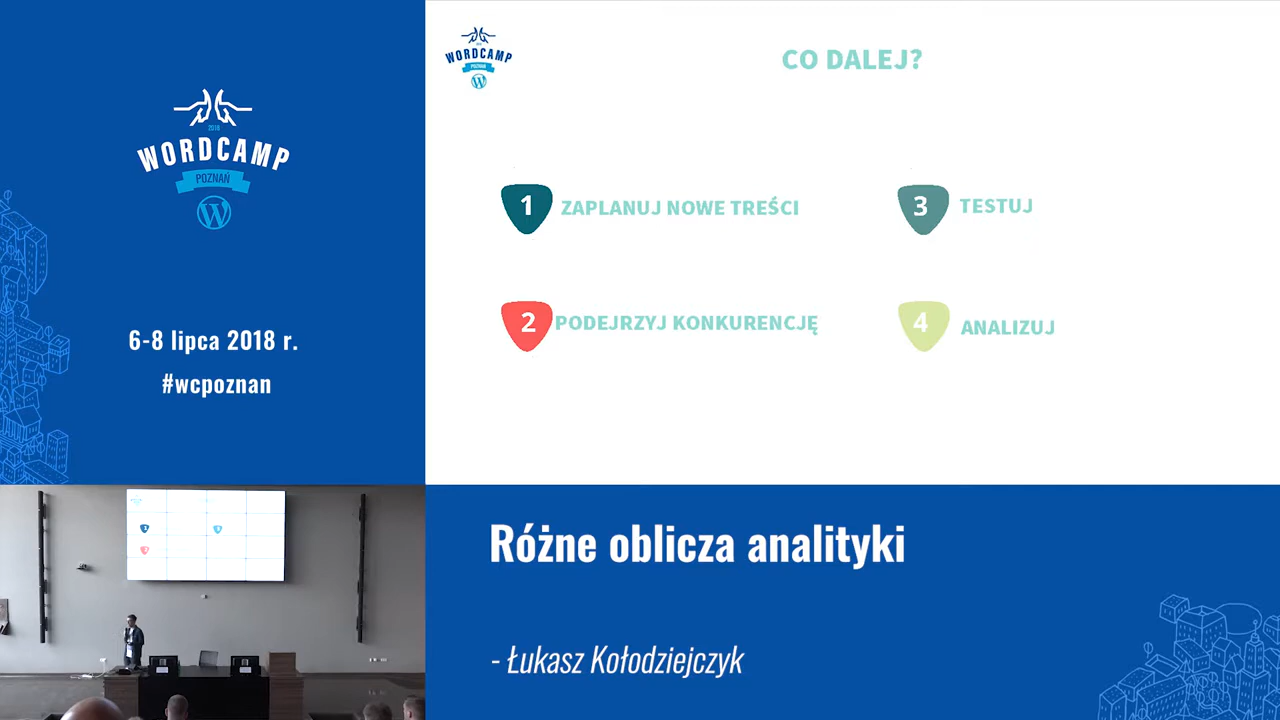 2018
WORDCAMP
POZNAŃ
6-8 lipca 2018 r.
#wcpoznan
WORDCAMP
POZNAŃ
CO DALEJ?
1 ZAPLANUJ NOWE TREŚCI
2 PODEJRZYJ KONKURENCJĘ
3 TESTUJ
4 ANALIZUJ
Różne oblicza analityki
- Łukasz Kołodziejczyk